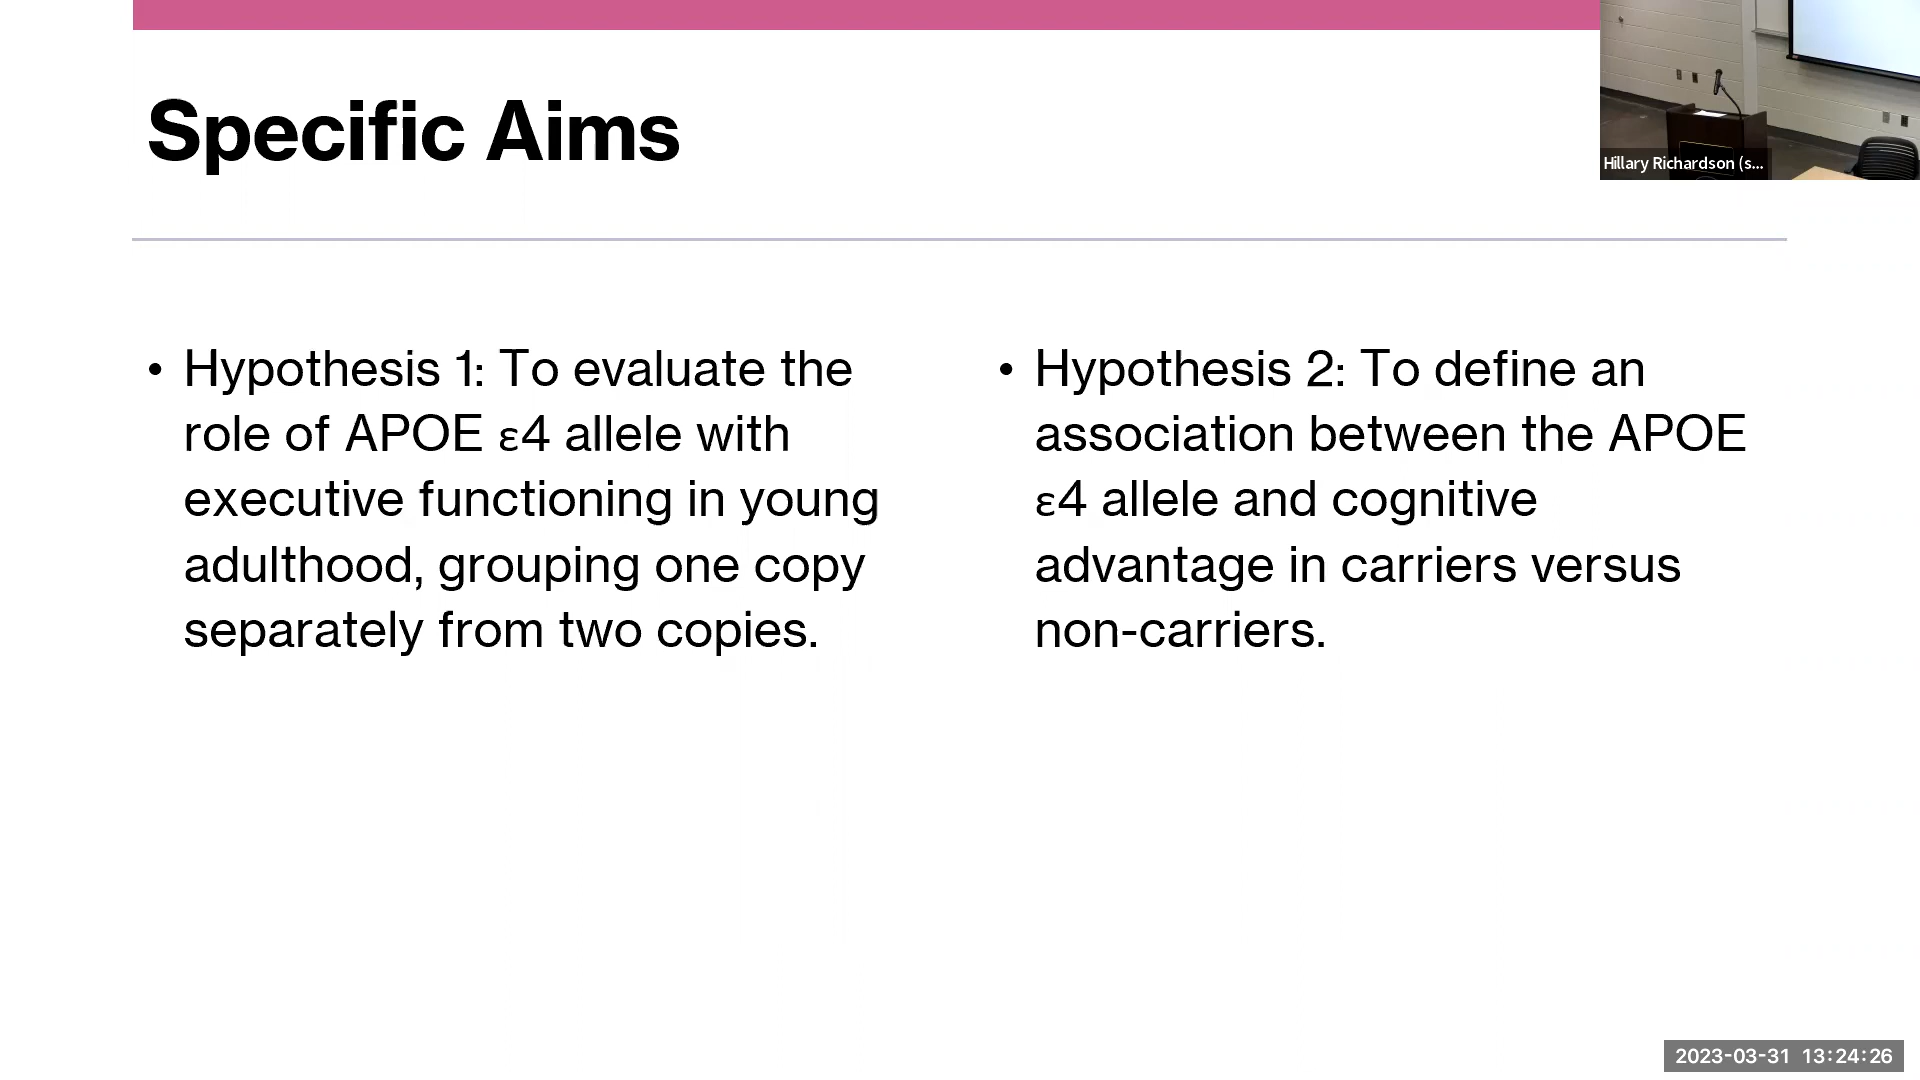 Specific Aims
Hillary Richardson (s...
• Hypothesis 1: To evaluate the
role of APOE ε4 allele with
executive functioning in young
adulthood, grouping one copy
separately from two copies.
• Hypothesis 2: To define an
association between the APOE
ε4 allele and cognitive
advantage in carriers versus
non-carriers.
2023-03-31 13:24:26